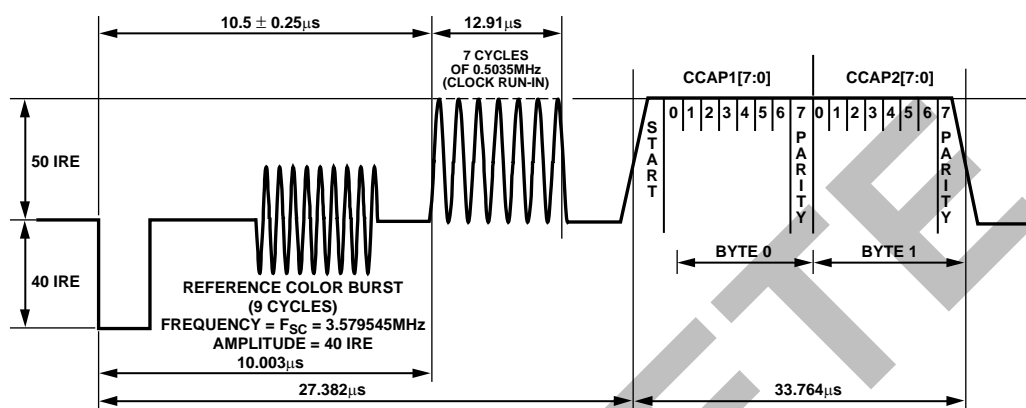 10.5 ± 0.25μs
12.91μs
7 CYCLES
OF 0.5035MHz
(CLOCK RUN-IN)
CCAP1[7:0]
CCAP2[7:0]
0 1 2 3 4 5 6 7 0 1 2 3 4 5 6 7
START
PARITY
PARITY
50 IRE
40 IRE
BYTE 0
BYTE 1
REFERENCE COLOR BURST
(9 CYCLES)
FREQUENCY = FSC = 3.579545MHz
AMPLITUDE = 40 IRE
10.003μs
27.382μs
33.764μs